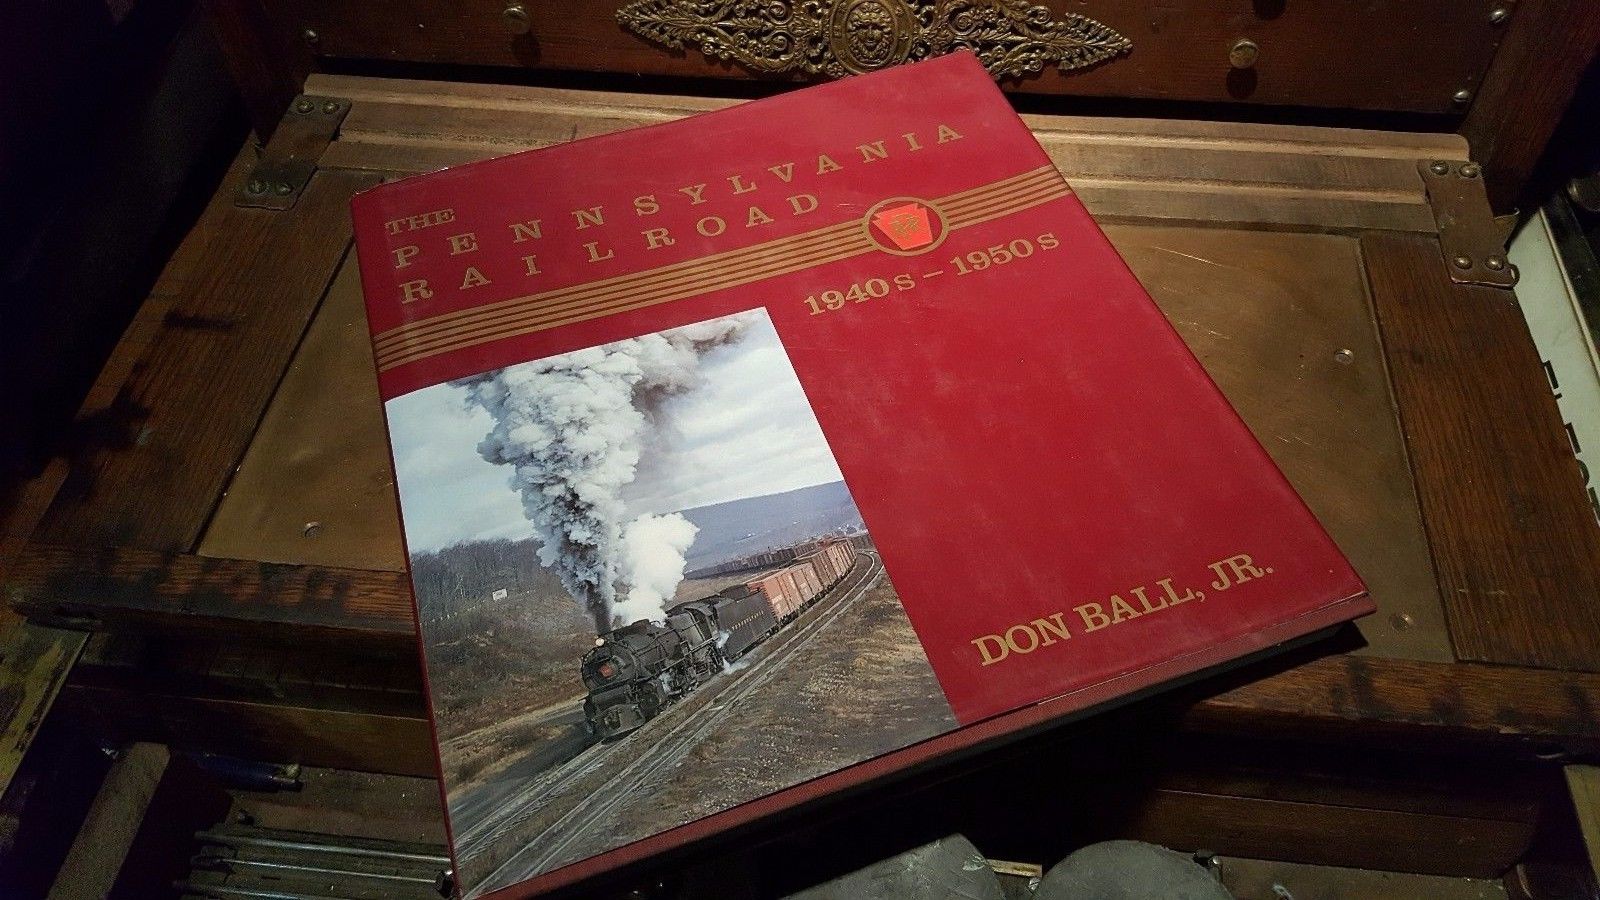 THE
PENNSYLVANIA
RAILROAD
1940s–1950s
DON BALL, JR.